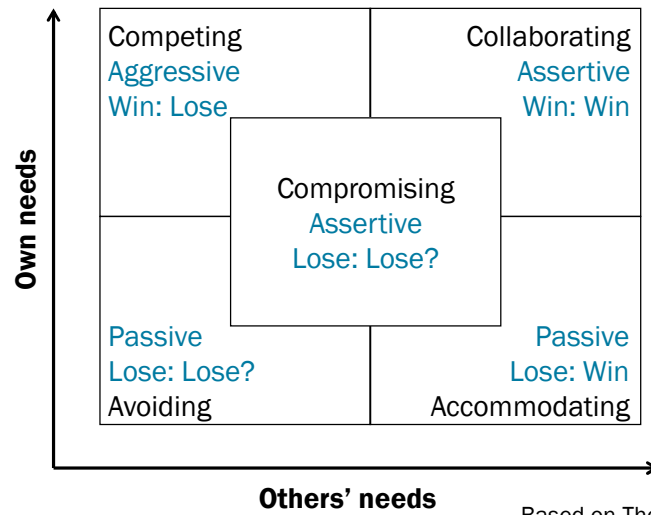 Competing
Aggressive
Win: Lose
Collaborating
Assertive
Win: Win
Compromising
Assertive
Lose: Lose?
Passive
Lose: Lose?
Avoiding
Passive
Lose: Win
Accommodating
Own needs
Others' needs
Based on